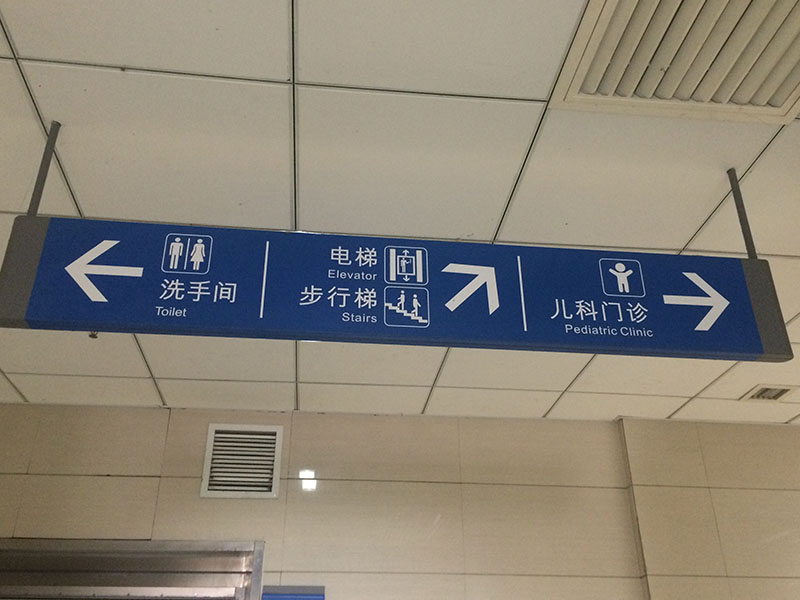 洗手间
Toilet
电梯
Elevator
步行梯
Stairs
儿科门诊
Pediatric Clinic